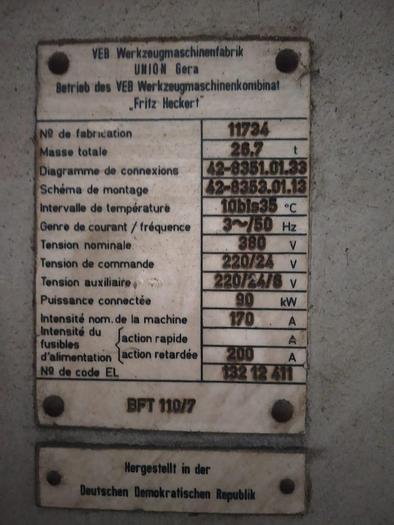 VEB Werkzeugmaschinenfabrik
UNION Gera
Betrieb des VEB Werkzeugmaschinenkombinat
„Fritz Heckert"
Nº de fabrication 11734
Masse totale 26,7 t
Diagramme de connexions 42-8351.01.33
Schéma de montage 42-8353.01.13
Intervalle de température 10bis35 °C
Genre de courant / fréquence 3~/50 Hz
Tension nominale 380 V
Tension de commande 220/24 V
Tension auxiliaire 220/24/6 V
Puissance connectée 90 kW
Intensité nom. de la machine 170 A
Intensité du fusibles d'alimentation action rapide A
action retardée 200 A
Nº de code EL 132 12 411
BFT 110/7
Hergestellt in der
Deutschen Demokratischen Republik